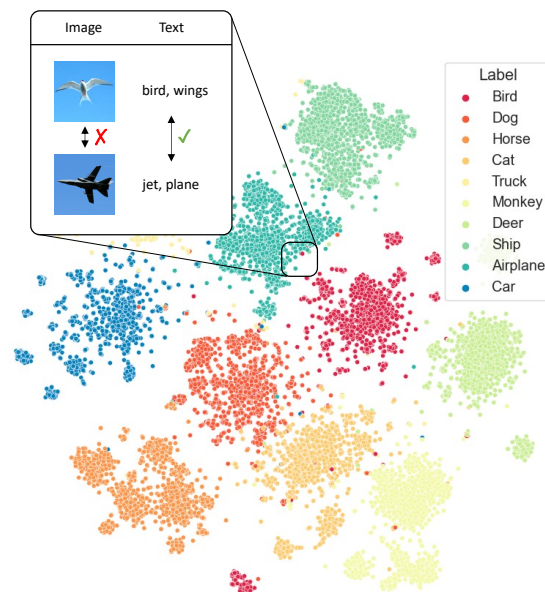 Image Text
bird, wings
jet, plane
Label
Bird
Dog
Horse
Cat
Truck
Monkey
Deer
Ship
Airplane
Car